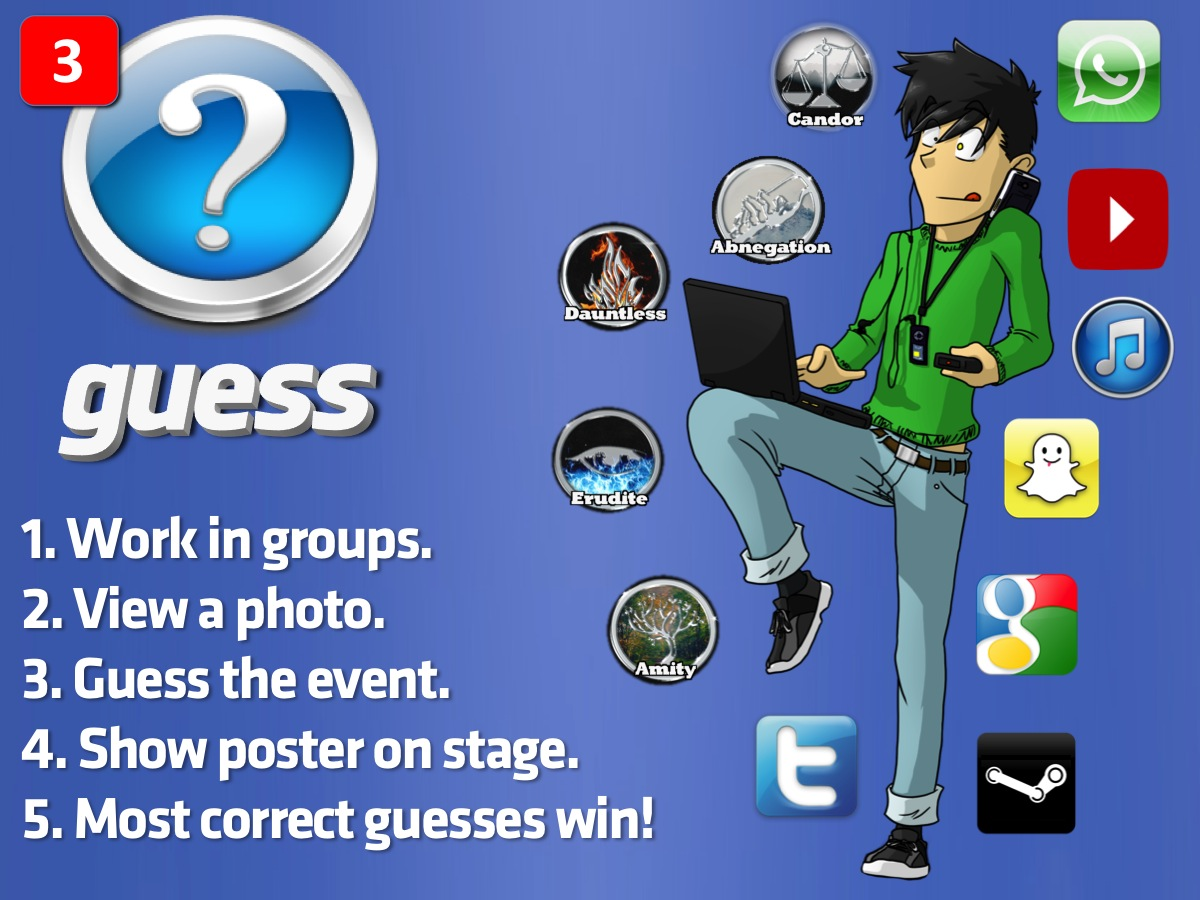 3
?
guess
1. Work in groups.
2. View a photo.
3. Guess the event.
4. Show poster on stage.
5. Most correct guesses win!
Candor
Abnegation
Dauntless
Erudite
Amity
g
t